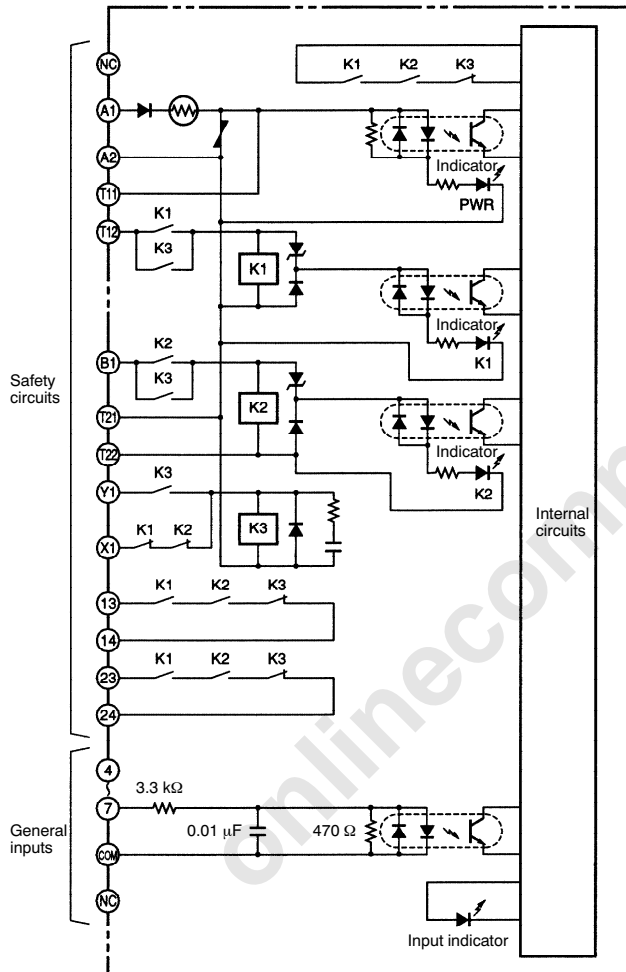 NC
K1 K2 K3
A1
A2
Indicator
T11
PWR
T12
K1
K3
K1
Indicator
K1
B1
K2
K3
K2
Safety
circuits
T21
T22
Indicator
K2
Y1
K3
K3
Internal
circuits
X1
K1 K2
13
K1 K2 K3
14
23
K1 K2 K3
24
4
7
3.3 kΩ
0.01 µF
470 Ω
General
inputs
COM
NC
Input indicator
onlinecomp